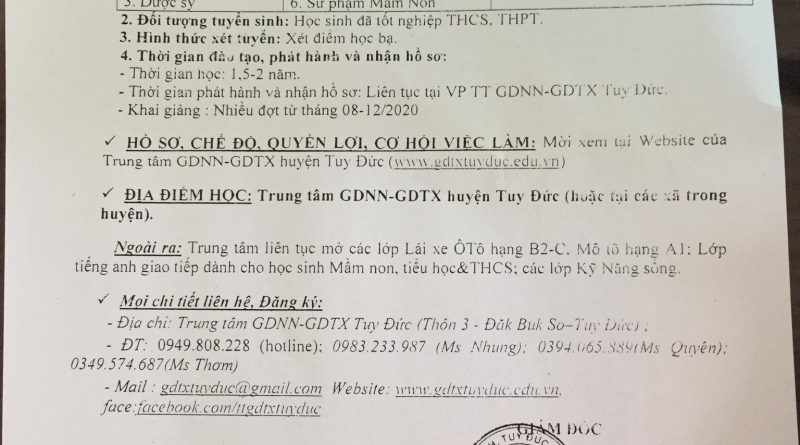 5. Dược sỹ 6. Sư phạm Mầm Non
2. Đối tượng tuyển sinh: Học sinh đã tốt nghiệp THCS, THPT.
3. Hình thức xét tuyển: Xét điểm học bạ.
4. Thời gian đào tạo, phát hành và nhận hồ sơ:
- Thời gian học: 1,5-2 năm.
- Thời gian phát hành và nhận hồ sơ: Liên tục tại VP TT GDNN-GDTX Tuy Đức.
- Khai giảng : Nhiều đợt từ tháng 08-12/2020
✓ HỒ SƠ, CHẾ ĐỘ, QUYỀN LỢI, CƠ HỘI VIỆC LÀM: Mời xem tại Website của
Trung tâm GDNN-GDTX huyện Tuy Đức (www.gdtxtuyduc.edu.vn)
✓ ĐỊA ĐIỂM HỌC: Trung tâm GDNN-GDTX huyện Tuy Đức (hoặc tại các xã trong
huyện).
Ngoài ra: Trung tâm liên tục mở các lớp Lái xe ÔTô hạng B2-C, Mô tô hạng A1; Lớp
tiếng anh giao tiếp dành cho học sinh Mầm non, tiểu học&THCS; các lớp Kỹ Năng sống.
✓ Mọi chi tiết liên hệ, Đăng ký:
- Địa chỉ: Trung tâm GDNN-GDTX Tuy Đức (Thôn 3 - Đăk Buk So–Tuy Đức) ;
- ĐT: 0949.808.228 (hotline); 0983.233.987 (Ms Nhung); 0394.065.889(Ms Quyên);
0349.574.687(Ms Thơm)
- Mail : gdtxtuyduc@gmail.com Website: www.gdtxtuyduc.edu.vn,
face:facebook.com/ttgdtxtuyduc
GIÁM ĐỐC
H. TUY ĐỨC